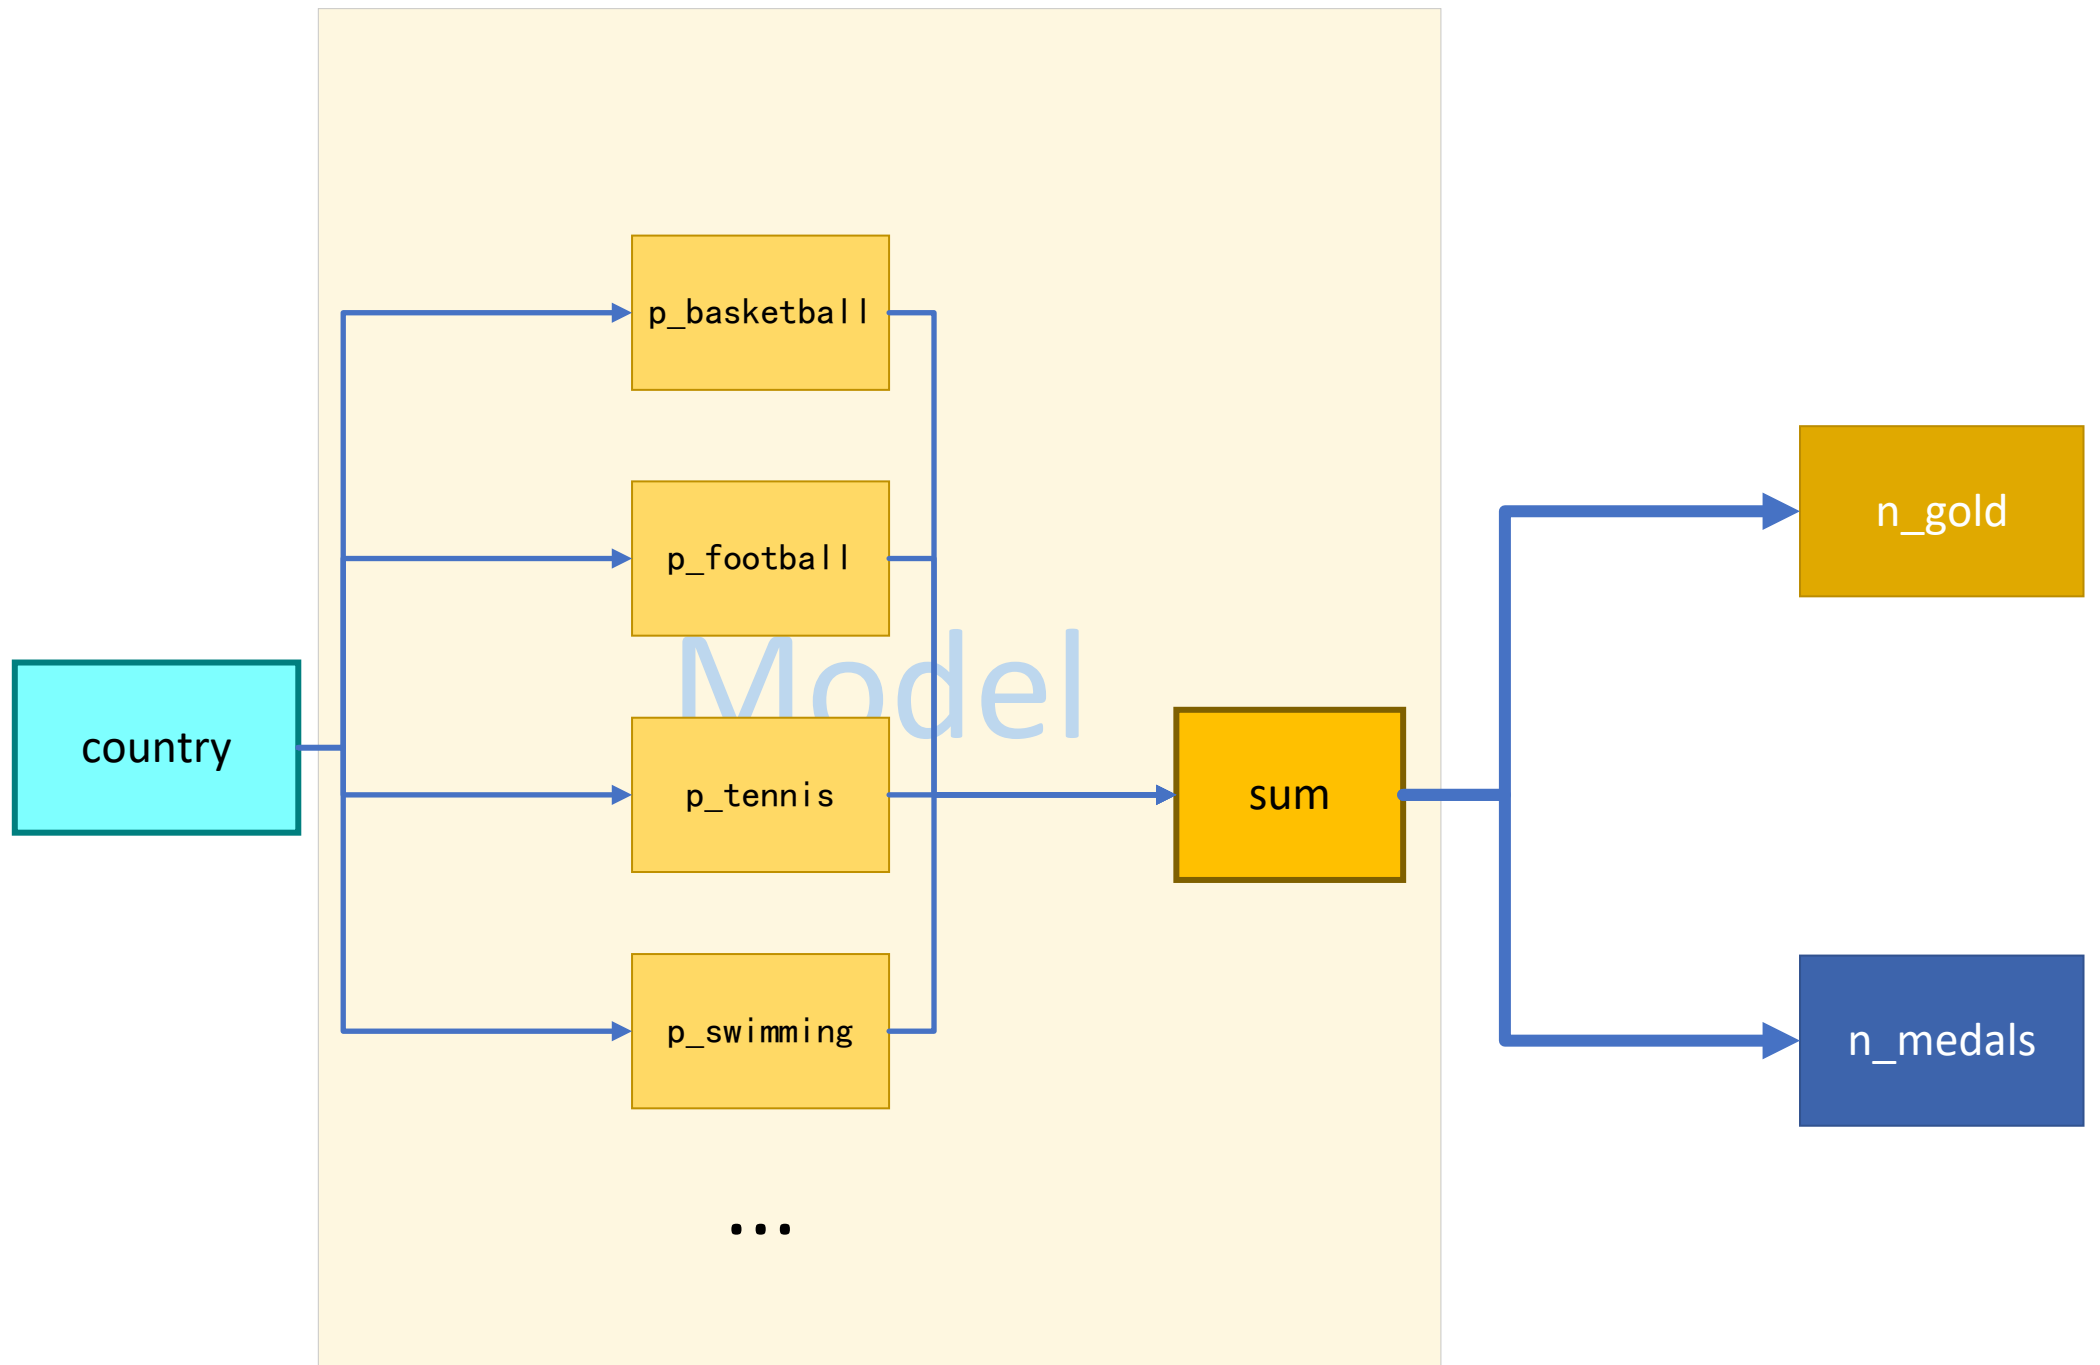 p_basketball
p_football
Model
country
p_tennis
sum
p_swimming
...
n_gold
n_medals